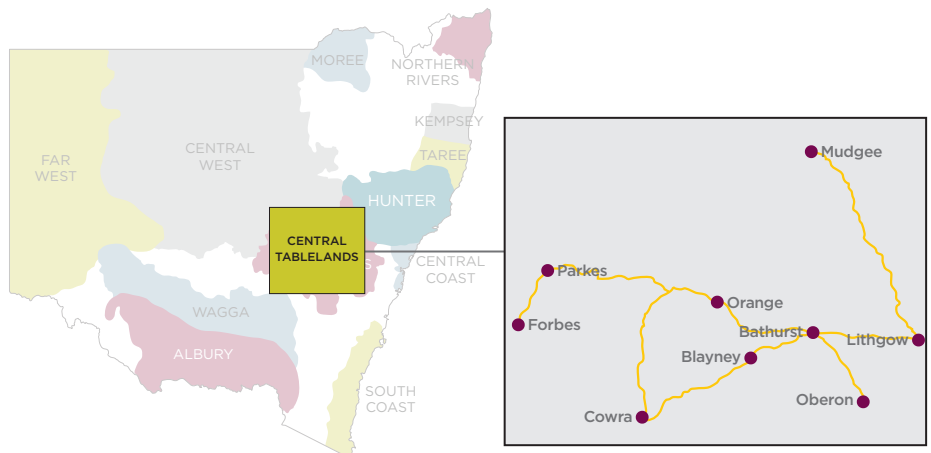 MOREE
NORTHERN
RIVERS
KEMPSEY
CENTRAL
WEST
TAREE
FAR
WEST
HUNTER
CENTRAL
TABLELANDS
CENTRAL
COAST
WAGGA
ALBURY
SOUTH
COAST
Mudgee
Parkes
Orange
Forbes
Bathurst
Lithgow
Blayney
Oberon
Cowra